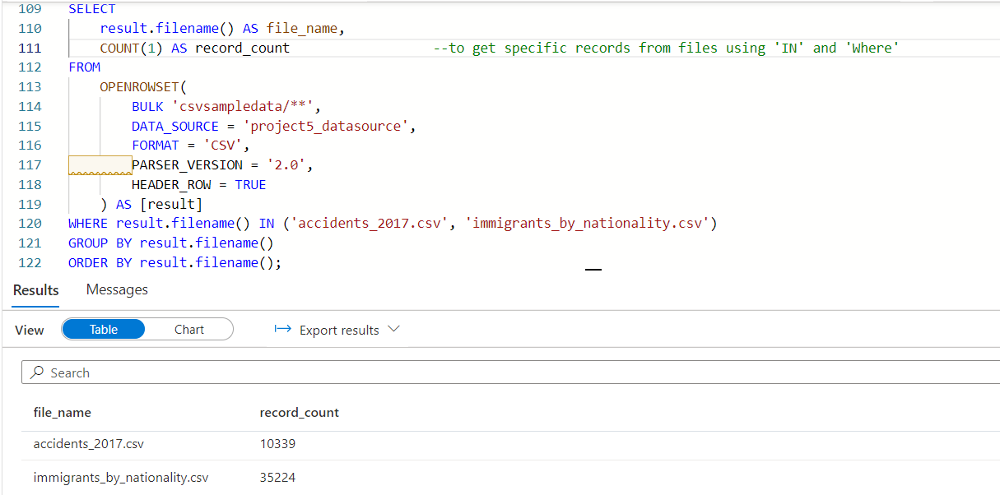 109 SELECT
110 result.filename() AS file_name,
111 COUNT(1) AS record_count --to get specific records from files using 'IN' and 'Where'
112 FROM
113 OPENROWSET(
114 BULK 'csvsampledata/**',
115 DATA_SOURCE = 'project5_datasource',
116 FORMAT = 'CSV',
117 PARSER_VERSION = '2.0',
118 HEADER_ROW = TRUE
119 ) AS [result]
120 WHERE result.filename() IN ('accidents_2017.csv', 'immigrants_by_nationality.csv')
121 GROUP BY result.filename()
122 ORDER BY result.filename();
Results Messages
View Table Chart Export results
Search
file_name record_count
accidents_2017.csv 10339
immigrants_by_nationality.csv 35224